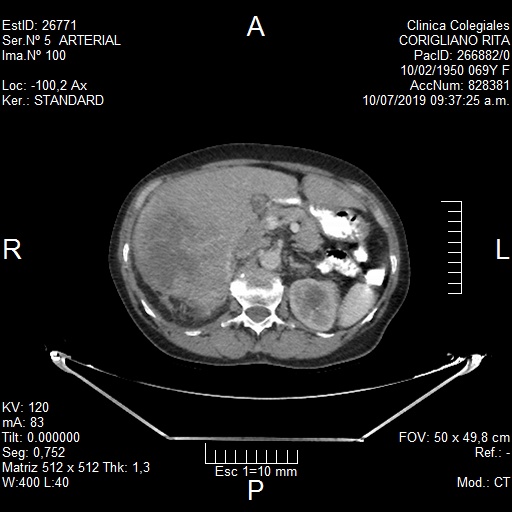 EstID: 26771
Ser.Nº 5 ARTERIAL
Ima.Nº 100
Loc: -100,2 Ax
Ker.: STANDARD
A
Clinica Colegiales
CORIGLIANO RITA
PacID: 266882/0
10/02/1950 069Y F
AccNum: 828381
10/07/2019 09:37:25 a.m.
R
L
KV: 120
mA: 83
Tilt: 0.000000
Seg: 0,752
Matriz 512 x 512 Thk: 1,3
W:400 L:40
Esc 1=10 mm
P
FOV: 50 x 49,8 cm
Ref.: -
Mod.: CT